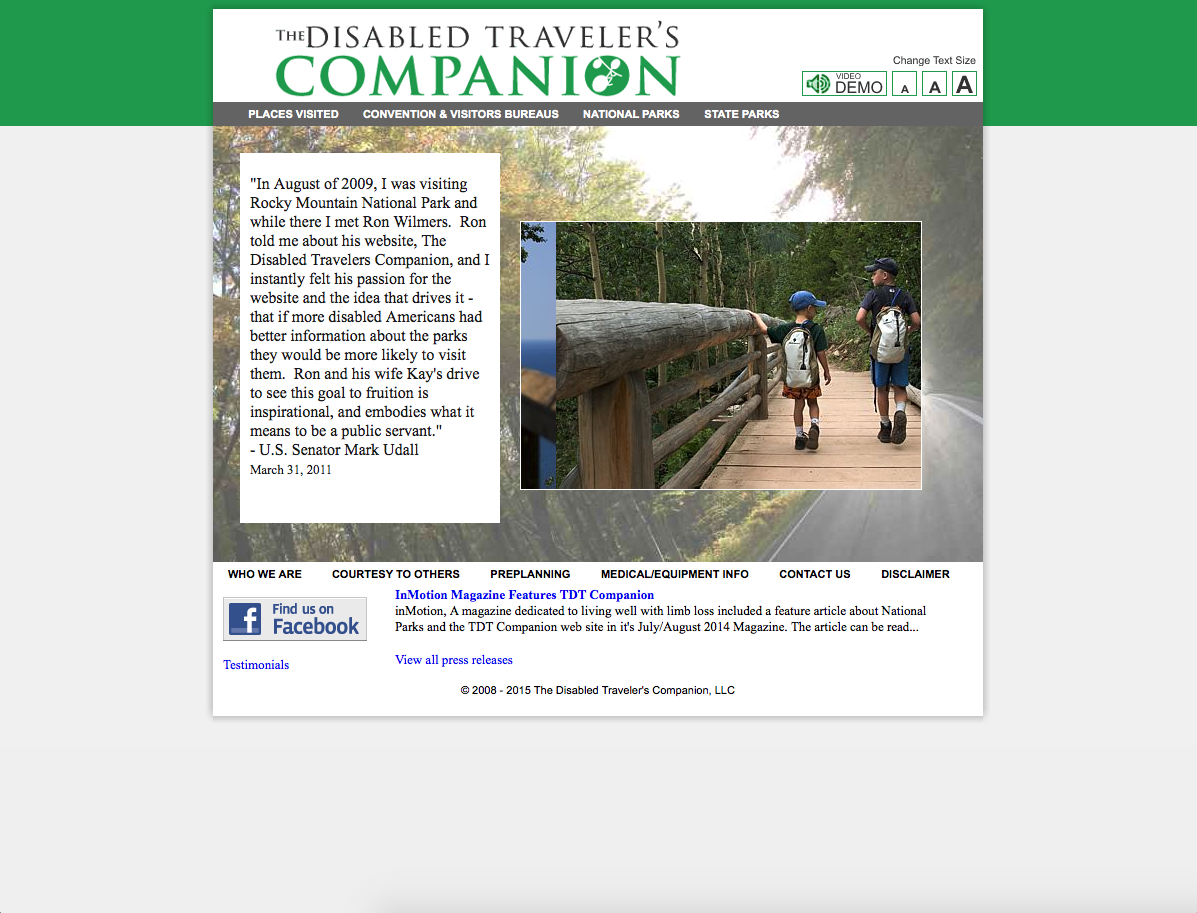 THE DISABLED TRAVELER'S
COMPANION
Change Text Size
VIDEO
DEMO A A A
PLACES VISITED CONVENTION & VISITORS BUREAUS NATIONAL PARKS STATE PARKS
"In August of 2009, I was visiting
Rocky Mountain National Park and
while there I met Ron Wilmers. Ron
told me about his website, The
Disabled Travelers Companion, and I
instantly felt his passion for the
website and the idea that drives it -
that if more disabled Americans had
better information about the parks
they would be more likely to visit
them. Ron and his wife Kay's drive
to see this goal to fruition is
inspirational, and embodies what it
means to be a public servant."
- U.S. Senator Mark Udall
March 31, 2011
WHO WE ARE COURTESY TO OTHERS PREPLANNING MEDICAL/EQUIPMENT INFO CONTACT US DISCLAIMER
f Find us on
Facebook
Testimonials
InMotion Magazine Features TDT Companion
inMotion, A magazine dedicated to living well with limb loss included a feature article about National
Parks and the TDT Companion web site in it's July/August 2014 Magazine. The article can be read...
View all press releases
© 2008 - 2015 The Disabled Traveler's Companion, LLC